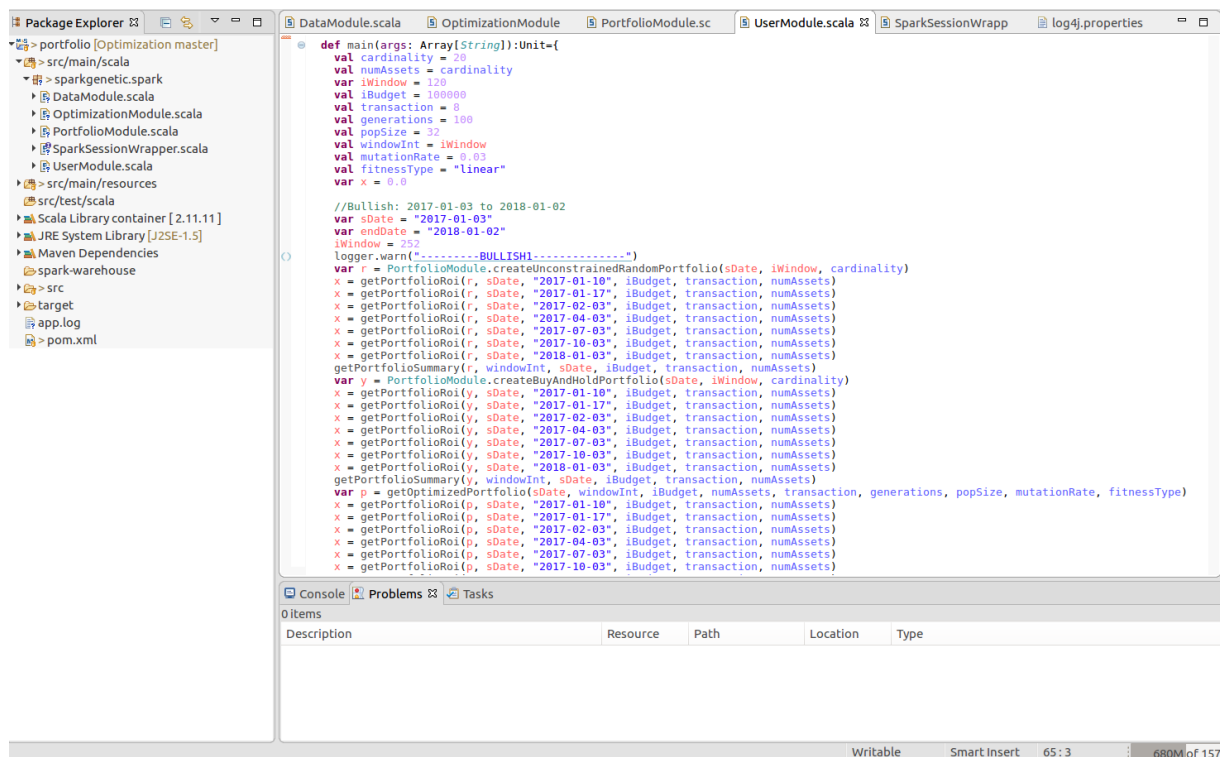 Package Explorer
DataModule.scala
OptimizationModule
PortfolioModule.sc
UserModule.scala
SparkSessionWrapp
log4j.properties
> portfolio [Optimization master]
> src/main/scala
> sparkgenetic.spark
DataModule.scala
OptimizationModule.scala
PortfolioModule.scala
SparkSessionWrapper.scala
UserModule.scala
> src/main/resources
src/test/scala
Scala Library container [ 2.11.11 ]
JRE System Library [J2SE-1.5]
Maven Dependencies
spark-warehouse
> src
target
app.log
> pom.xml
def main(args: Array[String]):Unit={
val cardinality = 20
val numAssets = cardinality
var iWindow = 120
val iBudget = 100000
val transaction = 8
val generations = 100
val popSize = 32
val windowInt = iWindow
val mutationRate = 0.03
val fitnessType = "linear"
var x = 0.0
//Bullish: 2017-01-03 to 2018-01-02
var sDate = "2017-01-03"
var endDate = "2018-01-02"
iWindow = 252
logger.warn("---------BULLISH1--------------")
var r = PortfolioModule.createUnconstrainedRandomPortfolio(sDate, iWindow, cardinality)
x = getPortfolioRoi(r, sDate, "2017-01-10", iBudget, transaction, numAssets)
x = getPortfolioRoi(r, sDate, "2017-01-17", iBudget, transaction, numAssets)
x = getPortfolioRoi(r, sDate, "2017-02-03", iBudget, transaction, numAssets)
x = getPortfolioRoi(r, sDate, "2017-04-03", iBudget, transaction, numAssets)
x = getPortfolioRoi(r, sDate, "2017-07-03", iBudget, transaction, numAssets)
x = getPortfolioRoi(r, sDate, "2017-10-03", iBudget, transaction, numAssets)
x = getPortfolioRoi(r, sDate, "2018-01-03", iBudget, transaction, numAssets)
getPortfolioSummary(r, windowInt, sDate, iBudget, transaction, numAssets)
var y = PortfolioModule.createBuyAndHoldPortfolio(sDate, iWindow, cardinality)
x = getPortfolioRoi(y, sDate, "2017-01-10", iBudget, transaction, numAssets)
x = getPortfolioRoi(y, sDate, "2017-01-17", iBudget, transaction, numAssets)
x = getPortfolioRoi(y, sDate, "2017-02-03", iBudget, transaction, numAssets)
x = getPortfolioRoi(y, sDate, "2017-04-03", iBudget, transaction, numAssets)
x = getPortfolioRoi(y, sDate, "2017-07-03", iBudget, transaction, numAssets)
x = getPortfolioRoi(y, sDate, "2017-10-03", iBudget, transaction, numAssets)
x = getPortfolioRoi(y, sDate, "2018-01-03", iBudget, transaction, numAssets)
getPortfolioSummary(y, windowInt, sDate, iBudget, transaction, numAssets)
var p = getOptimizedPortfolio(sDate, windowInt, iBudget, numAssets, transaction, generations, popSize, mutationRate, fitnessType)
x = getPortfolioRoi(p, sDate, "2017-01-10", iBudget, transaction, numAssets)
x = getPortfolioRoi(p, sDate, "2017-01-17", iBudget, transaction, numAssets)
x = getPortfolioRoi(p, sDate, "2017-02-03", iBudget, transaction, numAssets)
x = getPortfolioRoi(p, sDate, "2017-04-03", iBudget, transaction, numAssets)
x = getPortfolioRoi(p, sDate, "2017-07-03", iBudget, transaction, numAssets)
x = getPortfolioRoi(p, sDate, "2017-10-03", iBudget, transaction, numAssets)
Console
Problems
Tasks
0 items
Description Resource Path Location Type
Writable Smart Insert 65 : 3 680M of 157